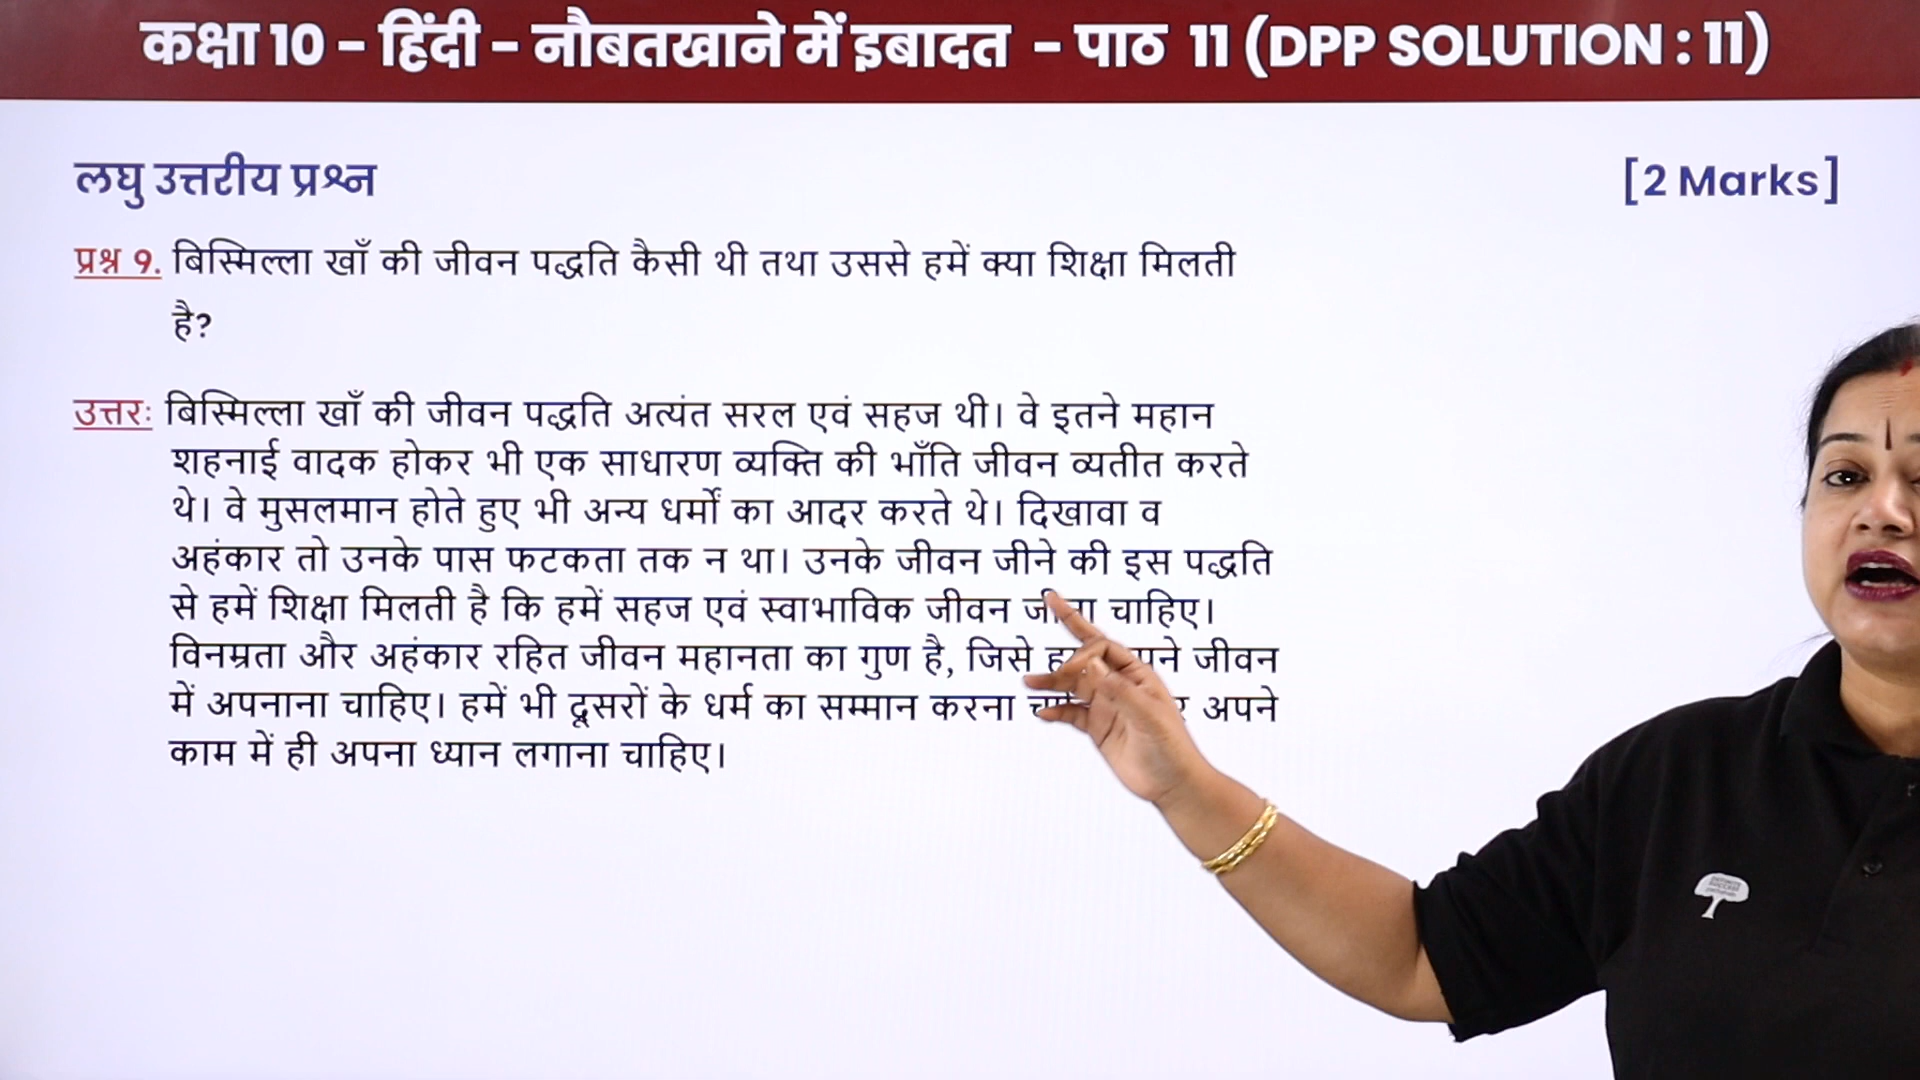 कक्षा 10 – हिंदी – नौबतखाने में इबादत – पाठ 11 (DPP SOLUTION : 11)
लघु उत्तरीय प्रश्न [2 Marks]
प्रश्न 9. बिस्मिल्ला खाँ की जीवन पद्धति कैसी थी तथा उससे हमें क्या शिक्षा मिलती
है?
उत्तरः बिस्मिल्ला खाँ की जीवन पद्धति अत्यंत सरल एवं सहज थी। वे इतने महान
शहनाई वादक होकर भी एक साधारण व्यक्ति की भाँति जीवन व्यतीत करते
थे। वे मुसलमान होते हुए भी अन्य धर्मों का आदर करते थे। दिखावा व
अहंकार तो उनके पास फटकता तक न था। उनके जीवन जीने की इस पद्धति
से हमें शिक्षा मिलती है कि हमें सहज एवं स्वाभाविक जीवन चाहिए।
विनम्रता और अहंकार रहित जीवन महानता का गुण है, जिसे जीवन
में अपनाना चाहिए। हमें भी दूसरों के धर्म का सम्मान करना अपने
काम में ही अपना ध्यान लगाना चाहिए।